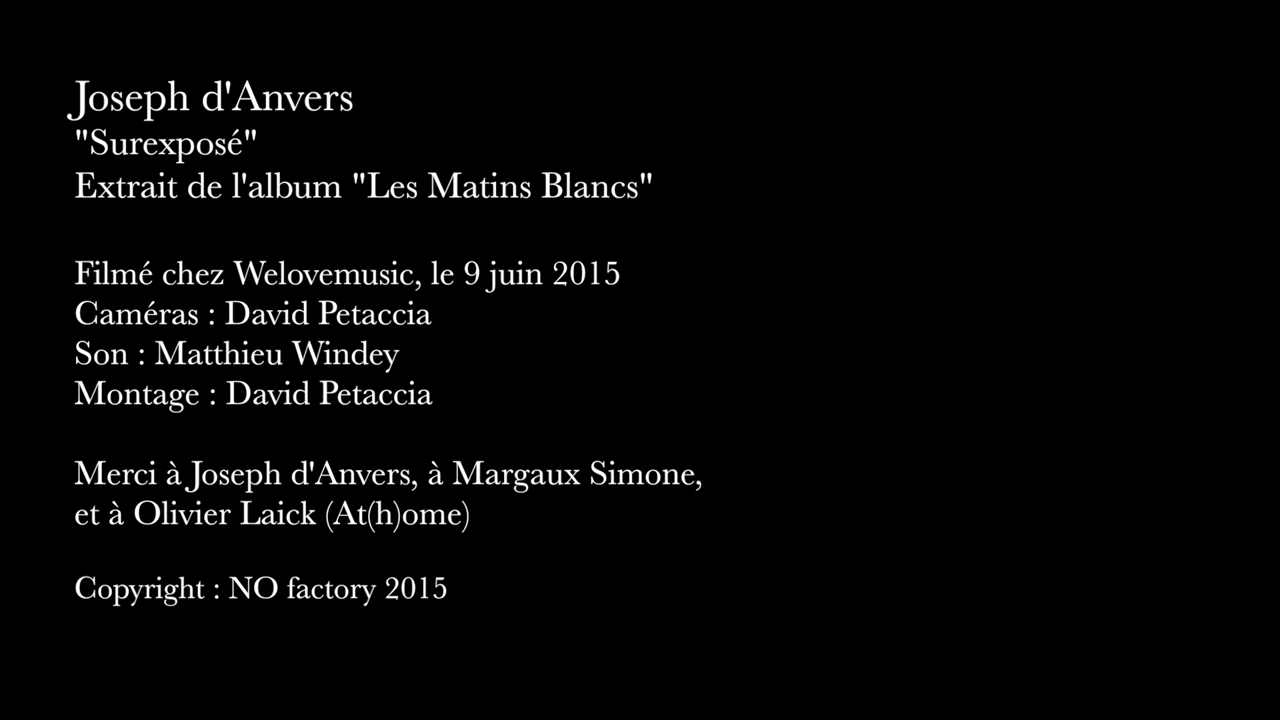 Joseph d'Anvers
"Surexposé"
Extrait de l'album "Les Matins Blancs"
Filmé chez Welovemusic, le 9 juin 2015
Caméras : David Petaccia
Son : Matthieu Windey
Montage : David Petaccia
Merci à Joseph d'Anvers, à Margaux Simone,
et à Olivier Laick (At(h)ome)
Copyright : NO factory 2015